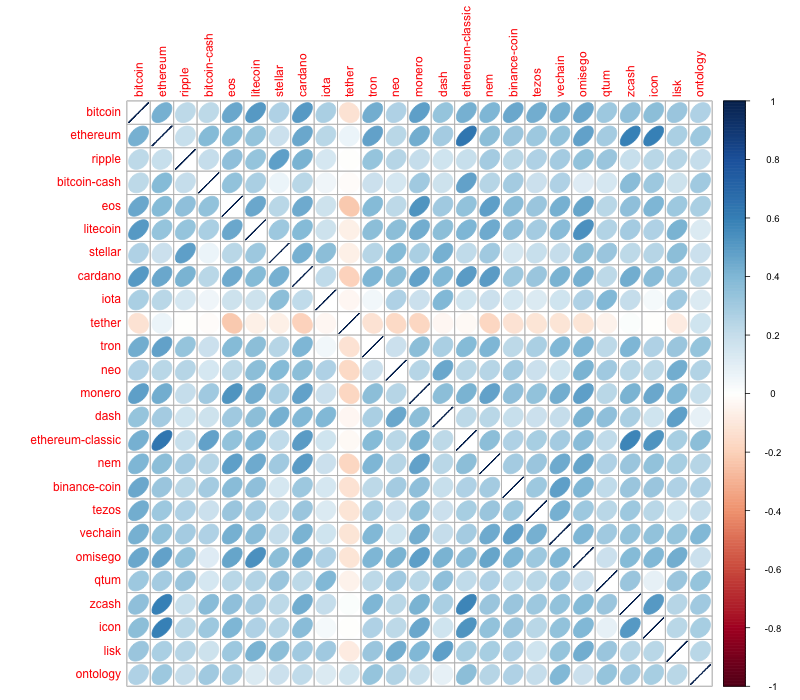 bitcoin
ethereum
ripple
bitcoin-cash
eos
litecoin
stellar
cardano
iota
tether
tron
neo
monero
dash
ethereum-classic
nem
binance-coin
tezos
vechain
omisego
qtum
zcash
icon
lisk
ontology
bitcoin
ethereum
ripple
bitcoin-cash
eos
litecoin
stellar
cardano
iota
tether
tron
neo
monero
dash
ethereum-classic
nem
binance-coin
tezos
vechain
omisego
qtum
zcash
icon
lisk
ontology
1
0.8
0.6
0.4
0.2
0
-0.2
-0.4
-0.6
-0.8
-1